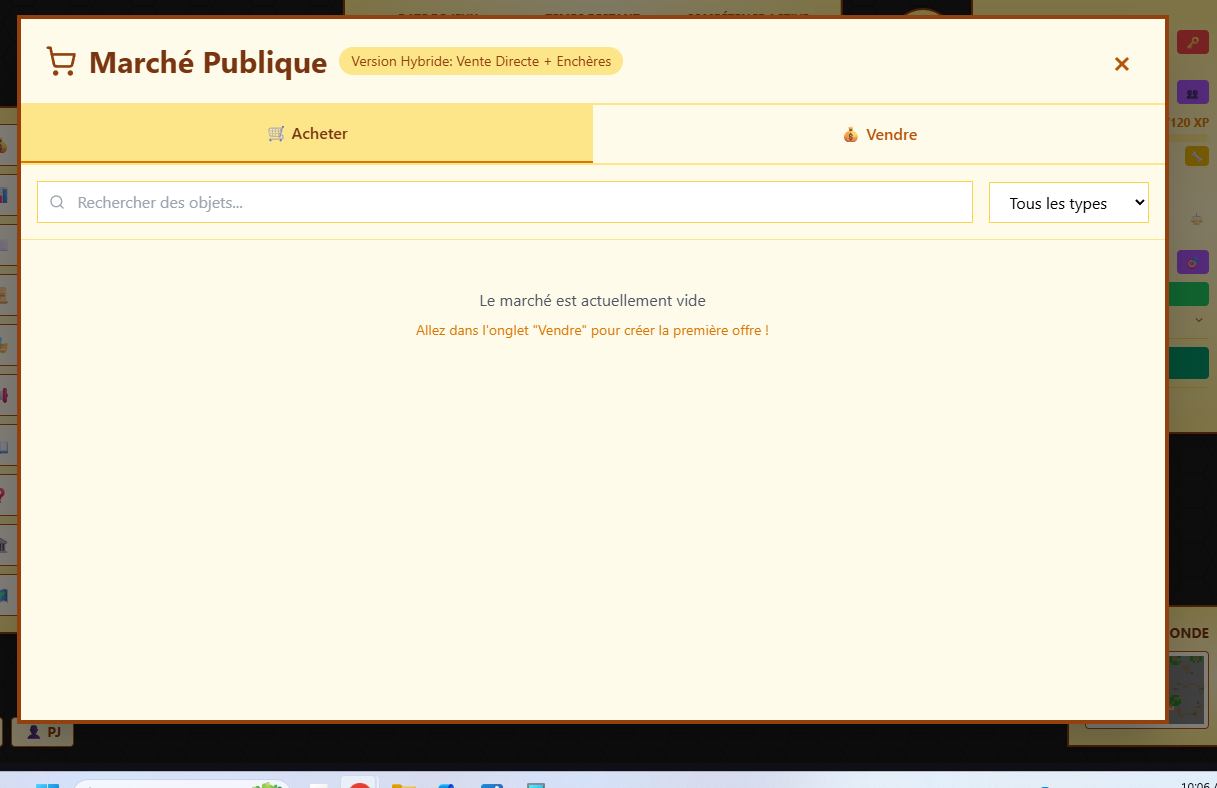 Marché Publique
Version Hybride: Vente Directe + Enchères
×
Acheter
Vendre
120 XP
Rechercher des objets...
Tous les types
Le marché est actuellement vide
Allez dans l'onglet "Vendre" pour créer la première offre !
ONDE
PJ
10:06